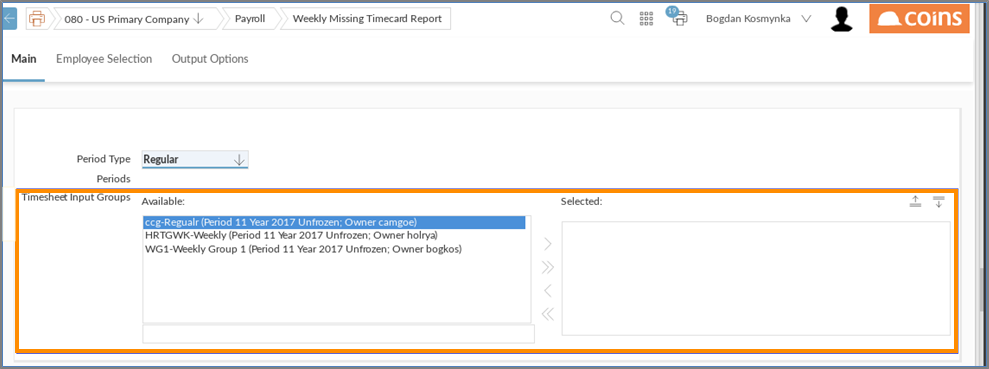 080 - US Primary Company
Payroll
Weekly Missing Timecard Report
19
Bogdan Kosmynka
COINS
Main
Employee Selection
Output Options
Period Type
Regular
Periods
Timesheet Input Groups
Available:
Selected:
ccg-Regualr (Period 11 Year 2017 Unfrozen; Owner camgoe)
HRTGWK-Weekly (Period 11 Year 2017 Unfrozen; Owner holrya)
WG1-Weekly Group 1 (Period 11 Year 2017 Unfrozen; Owner bogkos)